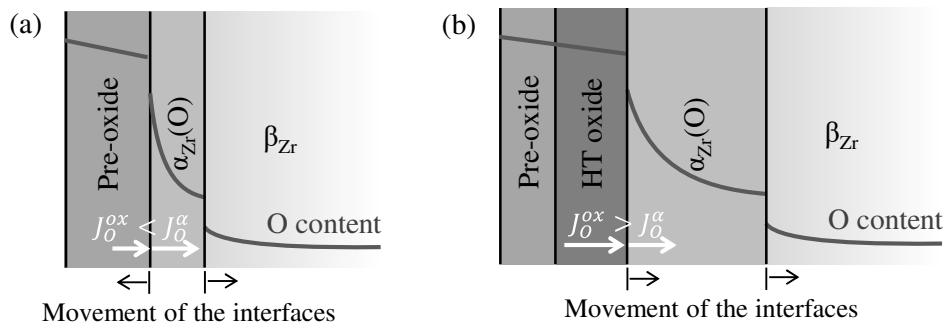 (a)
Pre-oxide
α_Zr(O)
β_Zr
J_O^ox < J_O^α
O content
Movement of the interfaces
(b)
Pre-oxide
HT oxide
α_Zr(O)
β_Zr
J_O^ox > J_O^α
O content
Movement of the interfaces